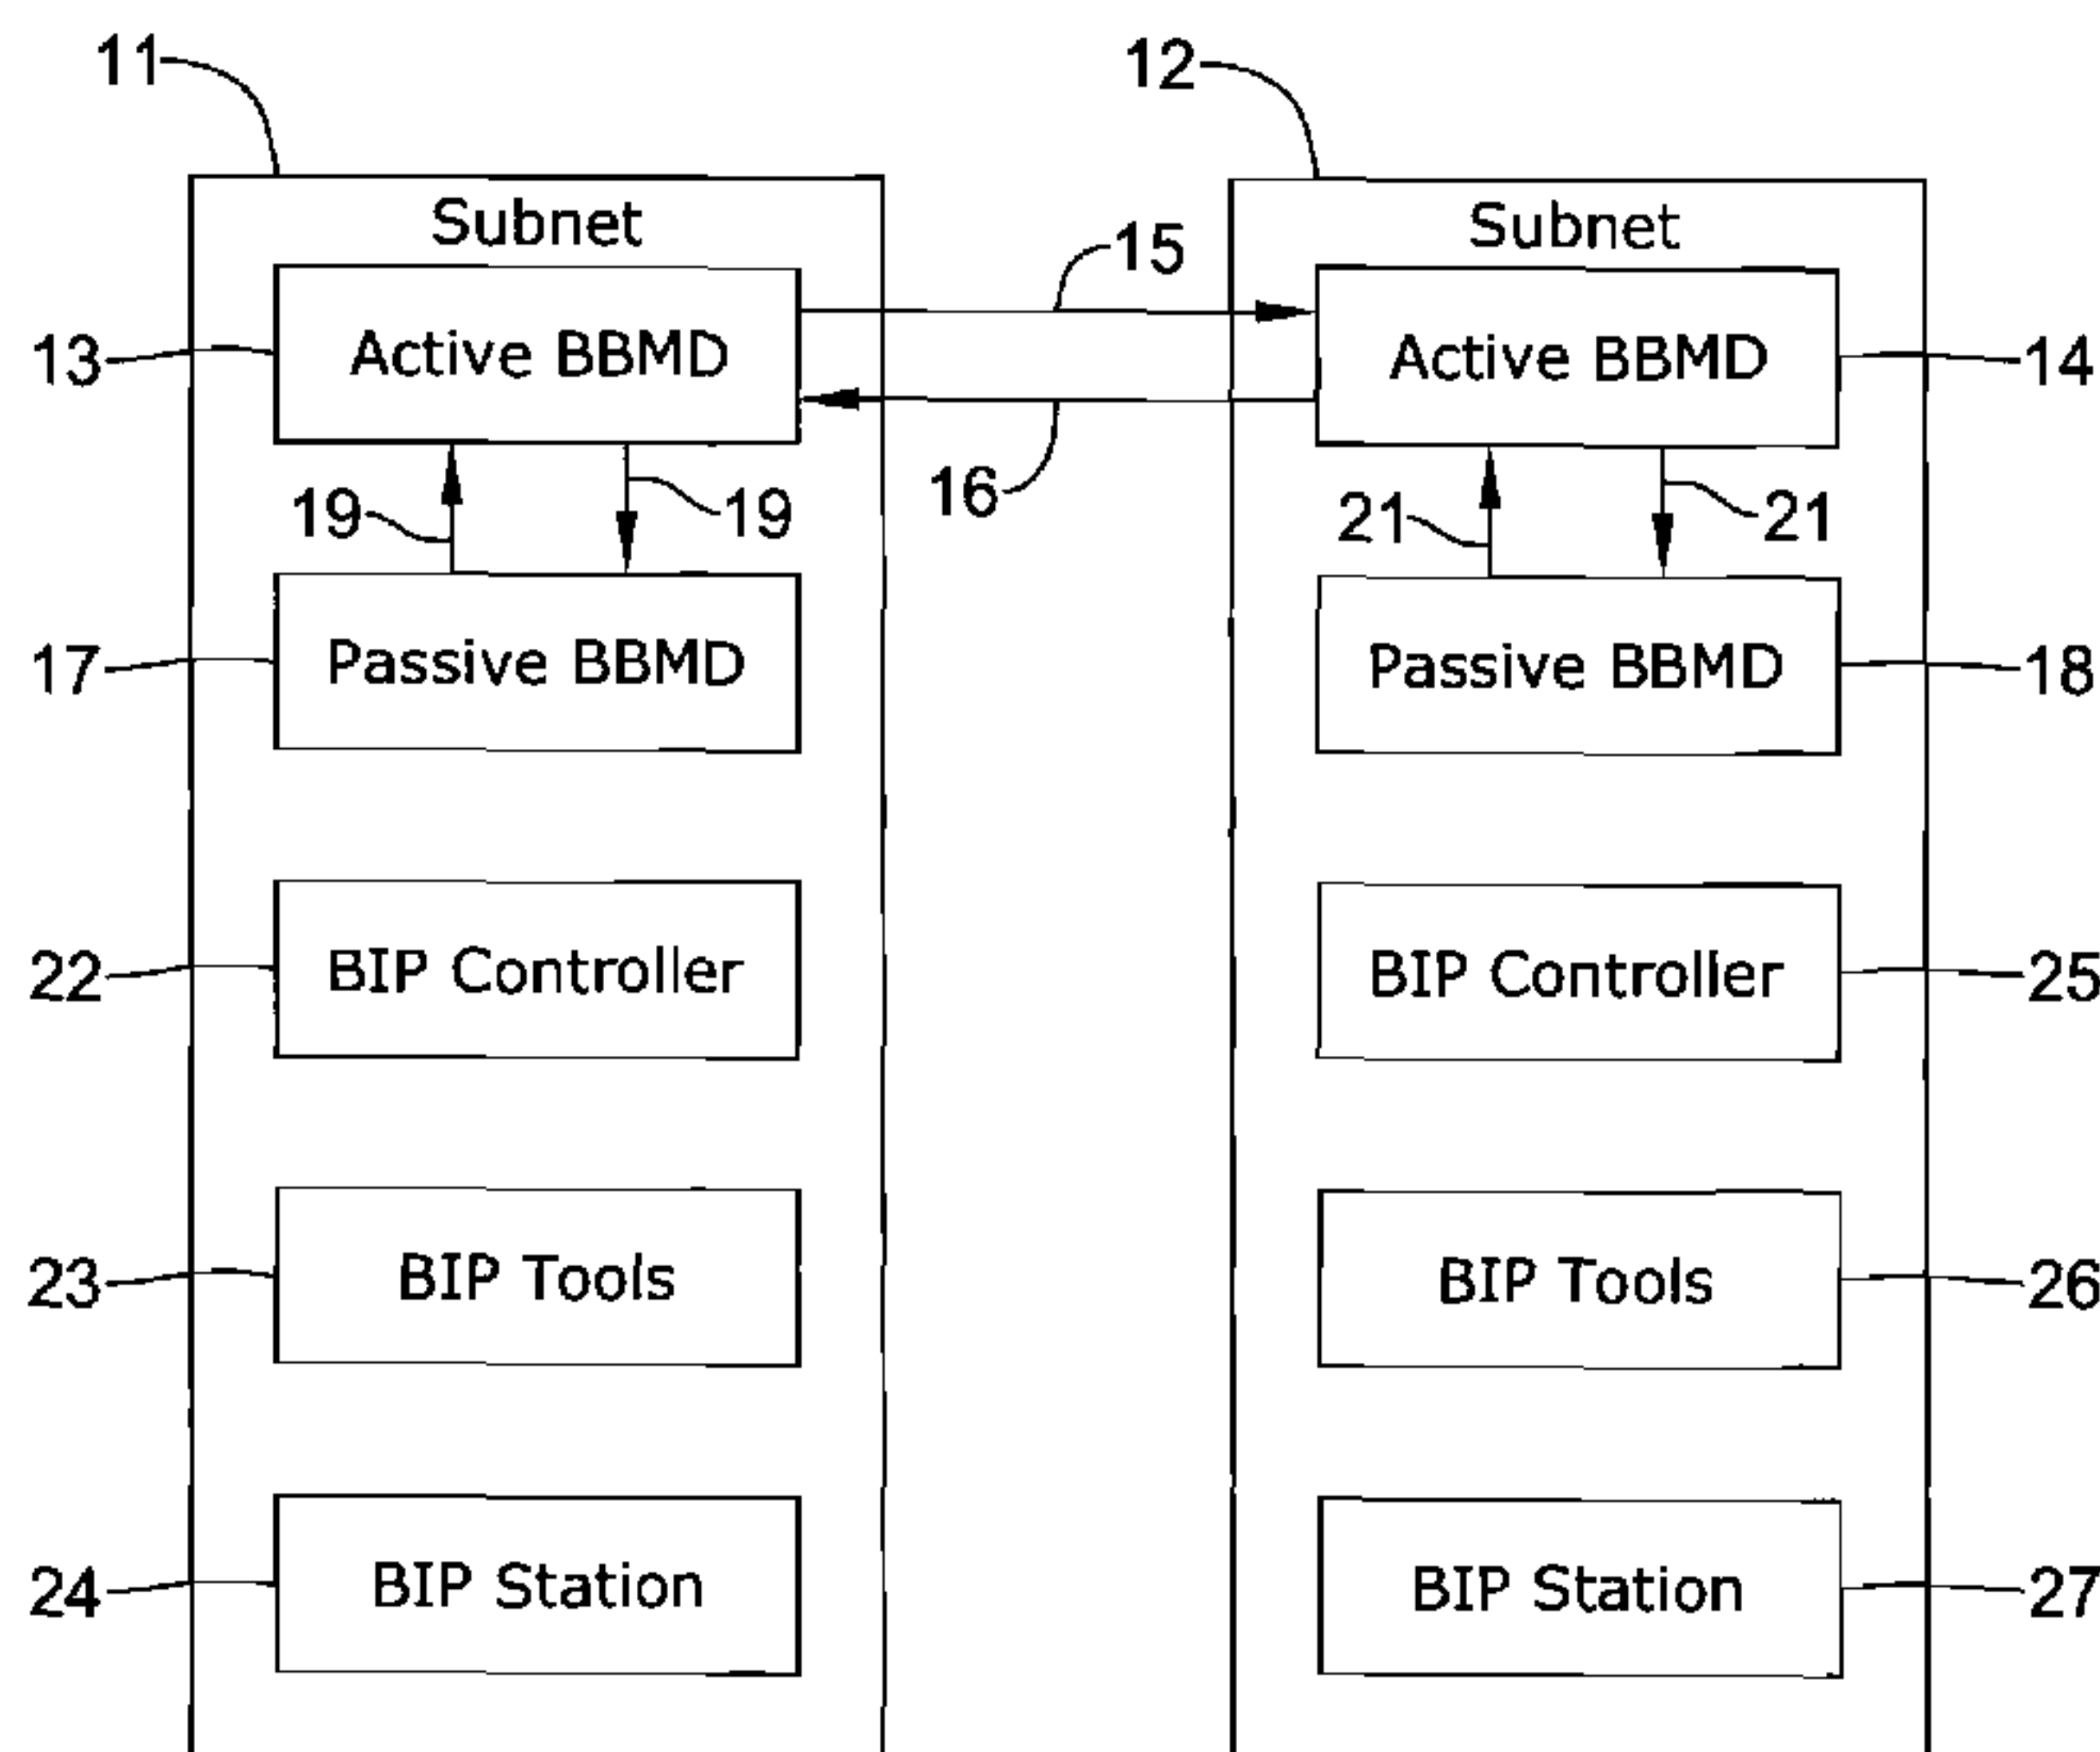 11
12
Subnet
Subnet
15
13
Active BBMD
Active BBMD
14
16
19
19
21
21
17
Passive BBMD
Passive BBMD
18
22
BIP Controller
BIP Controller
25
23
BIP Tools
BIP Tools
26
24
BIP Station
BIP Station
27